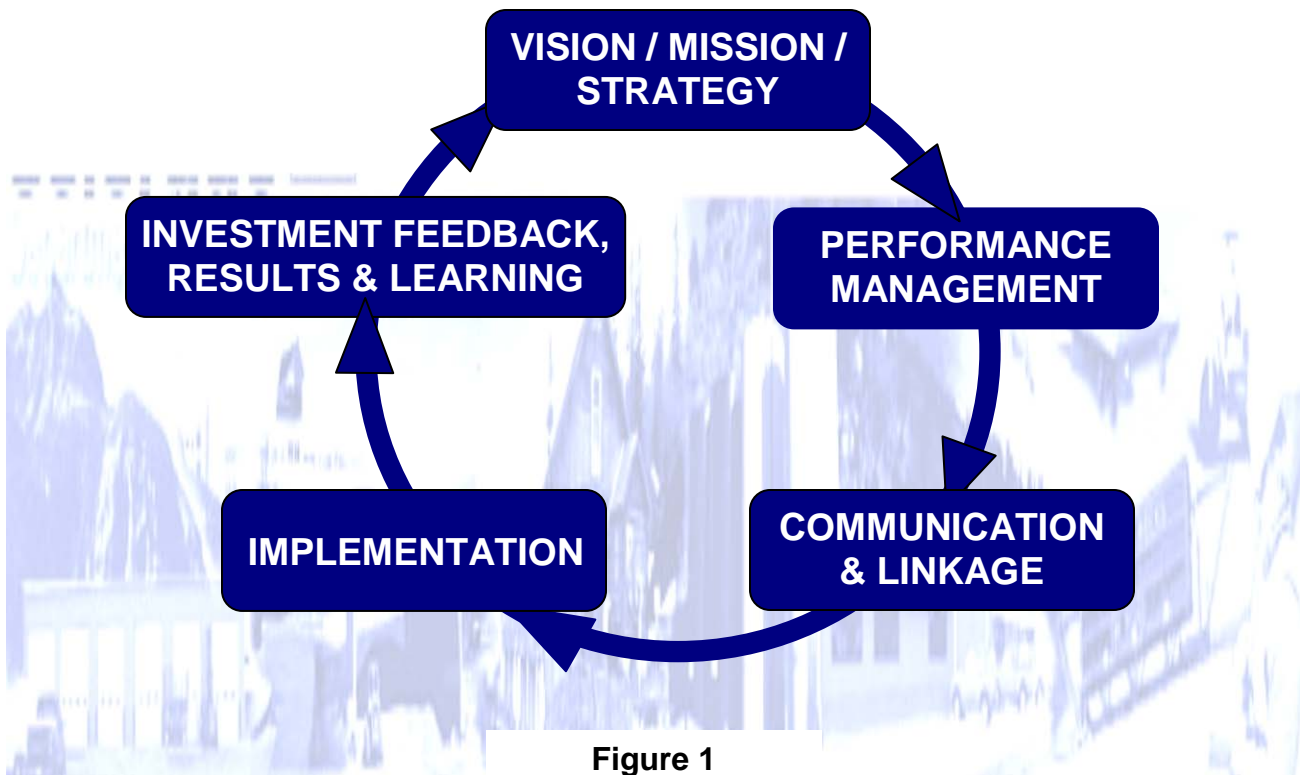 VISION / MISSION /
STRATEGY
INVESTMENT FEEDBACK,
RESULTS & LEARNING
PERFORMANCE
MANAGEMENT
IMPLEMENTATION
COMMUNICATION
& LINKAGE
Figure 1